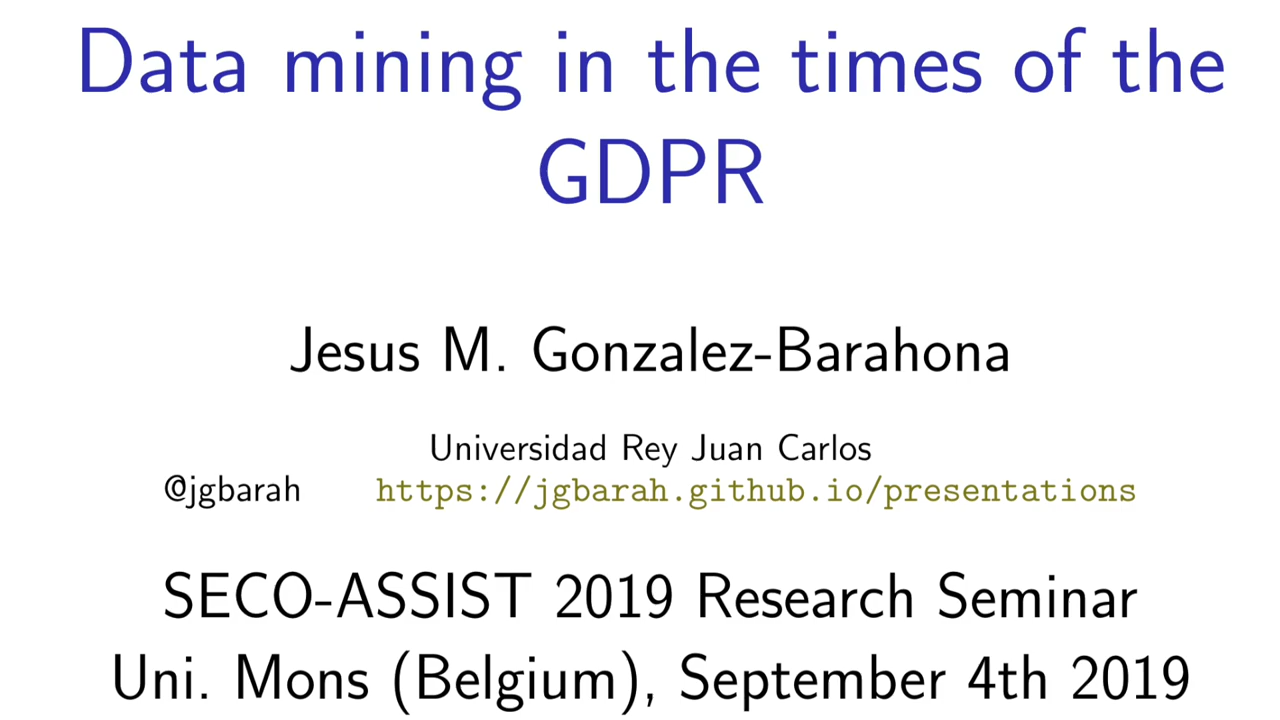 Data mining in the times of the
GDPR
Jesus M. Gonzalez-Barahona
Universidad Rey Juan Carlos
@jgbarah https://jgbarah.github.io/presentations
SECO-ASSIST 2019 Research Seminar
Uni. Mons (Belgium), September 4th 2019